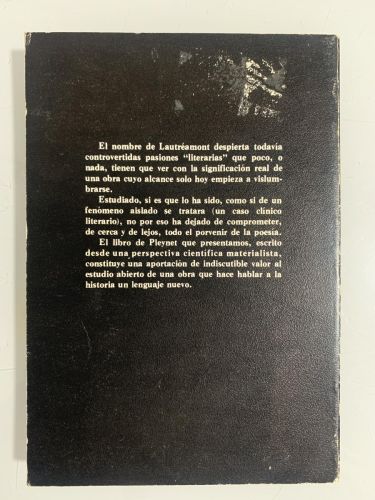 El nombre de Lautréamont despierta todavía
controvertidas pasiones "literarias" que poco, o
nada, tienen que ver con la significación real de
una obra cuyo alcance solo hoy empieza a vislum-
brarse.
Estudiado, si es que lo ha sido, como si de un
fenómeno aislado se tratara (un caso clínico
literario), no por eso ha dejado de comprometer,
de cerca y de lejos, todo el porvenir de la poesía.
El libro de Pleynet que presentamos, escrito
desde una perspectiva científica materialista,
constituye una aportación de indiscutible valor al
estudio abierto de una obra que hace hablar a la
historia un lenguaje nuevo.